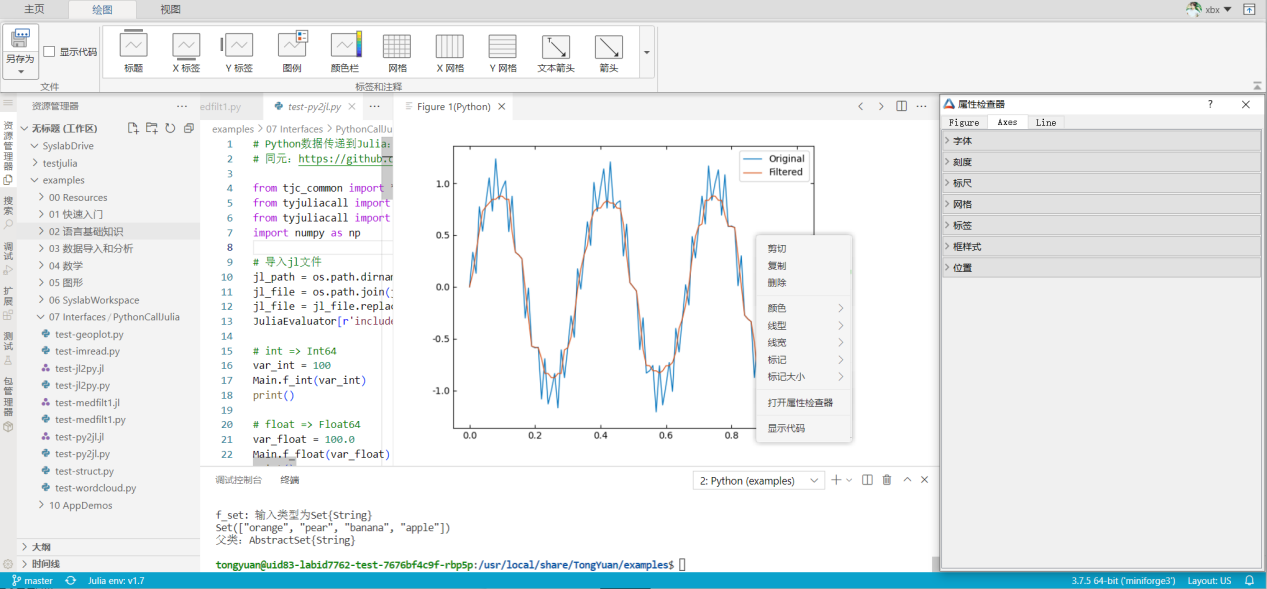 主页 绘图 视图
xbx
另存为
显示代码
标题
X 标签
Y 标签
图例
颜色栏
网格
X 网格
Y 网格
文本箭头
箭头
文件
标签和注释
资源管理器
搜索
调试
扩展
测试
包管理器
资源管理器 ···
无标题 (工作区)
SyslabDrive
testjulia
examples
00 Resources
01 快速入门
02 语言基础知识
03 数据导入和分析
04 数学
05 图形
06 SyslabWorkspace
07 Interfaces / PythonCallJulia
test-geoplot.py
test-imread.py
test-jl2py.jl
test-jl2py.py
test-medfilt1.jl
test-medfilt1.py
test-py2jl.jl
test-py2jl.py
test-struct.py
test-wordcloud.py
10 AppDemos
大纲
时间线
edfilt1.py
test-py2jl.py
···
examples > 07 Interfaces > PythonCallJu
1 # Python数据传递到Julia:
2 # 同元: https://github.t
3
4 from tjc_common import *
5 from tyjuliacall import
6 from tyjuliacall import
7 import numpy as np
8
9 # 导入jl文件
10 jl_path = os.path.dirnam
11 jl_file = os.path.join(j
12 jl_file = jl_file.replac
13 JuliaEvaluator[r'include
14
15 # int => Int64
16 var_int = 100
17 Main.f_int(var_int)
18 print()
19
20 # float => Float64
21 var_float = 100.0
22 Main.f_float(var_float)
Figure 1(Python)
···
Original
Filtered
1.0
0.5
0.0
-0.5
-1.0
0.0 0.2 0.4 0.6 0.8
剪切
复制
删除
颜色
线型
线宽
标记
标记大小
打开属性检查器
显示代码
调试控制台 终端
2: Python (examples)
f_set: 输入类型为Set{String}
Set(["orange", "pear", "banana", "apple"])
父类: AbstractSet{String}
tongyuan@uid83-labid7762-test-7676bf4c9f-rbp5p:/usr/local/share/TongYuan/examples$
属性检查器 ?
Figure Axes Line
字体
刻度
标尺
网格
标签
框样式
位置
master
Julia env: v1.7
3.7.5 64-bit ('miniforge3')
Layout: US